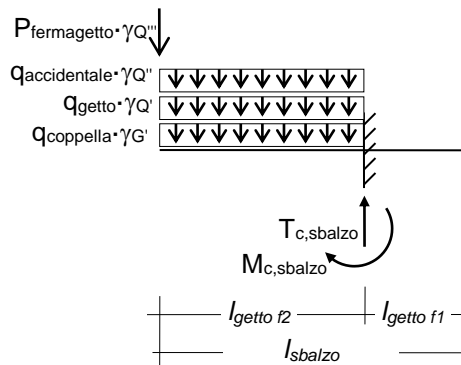 Pfermagetto·γQ'''
qaccidentale·γQ''
qgetto·γQ'
qcoppella·γG'
Tc,sbalzo
Mc,sbalzo
lgetto f2 lgetto f1
lsbalzo